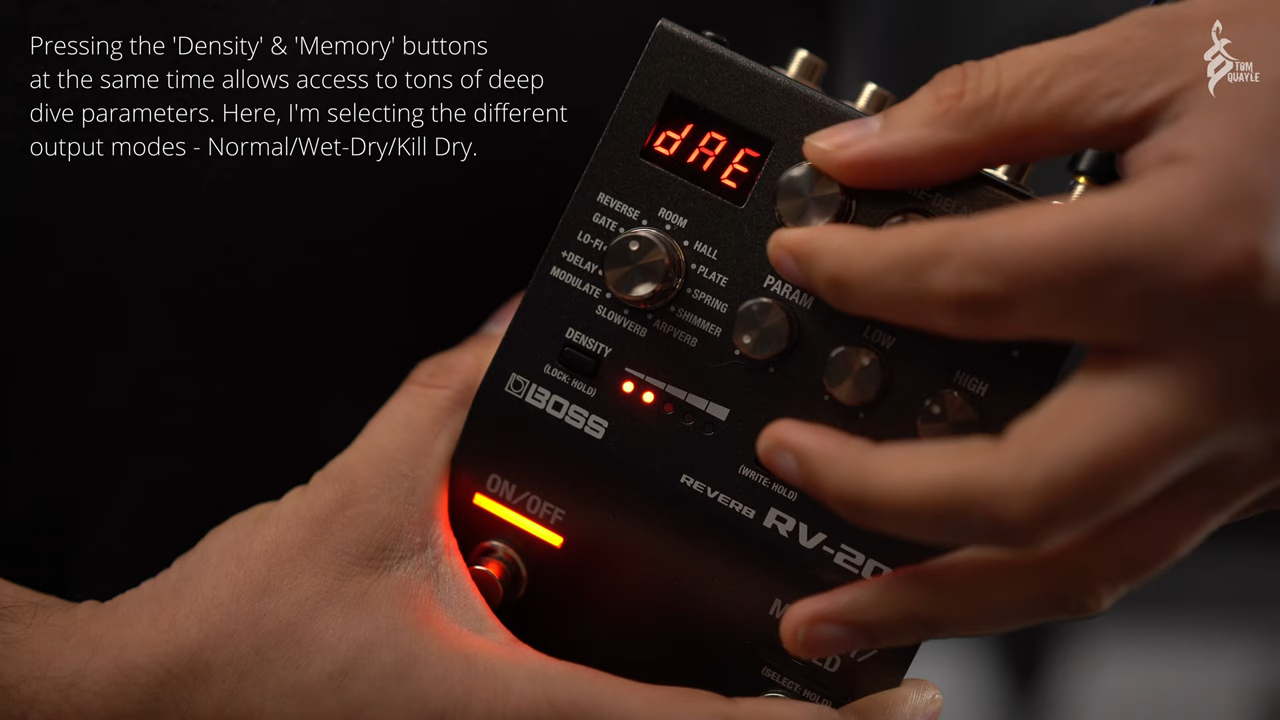 Pressing the 'Density' & 'Memory' buttons
at the same time allows access to tons of deep
dive parameters. Here, I'm selecting the different
output modes - Normal/Wet-Dry/Kill Dry.
TOM
QUAYLE
dAE
REVERSE
ROOM
GATE
HALL
LO-FI
PLATE
+DELAY
SPRING
MODULATE
SHIMMER
SLOWVERB
ARPVERB
PARAM
LOW
HIGH
DENSITY
(LOCK: HOLD)
BOSS
(WRITE: HOLD)
REVERB RV-20
ON/OFF
(SELECT: HOLD)